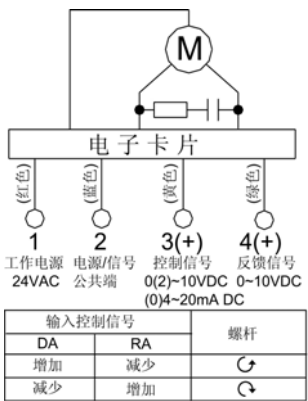 M
电子卡片
(红色) (蓝色) (黄色) (绿色)
1 2 3(+) 4(+)
工作电源 电源/信号 控制信号 反馈信号
24VAC 公共端 0(2)~10VDC 0~10VDC
(0)4~20mA DC
输入控制信号 螺杆
DA RA
增加 减少
减少 增加